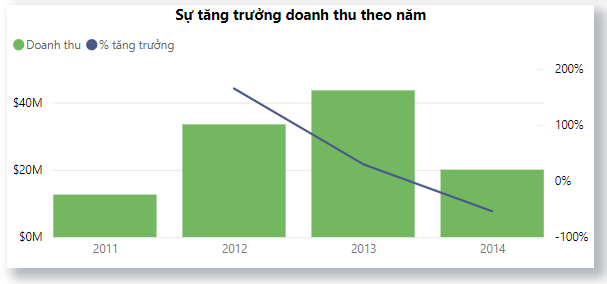 Sự tăng trưởng doanh thu theo năm
Doanh thu % tăng trưởng
200%
$40M
100%
$20M
0%
$0M
-100%
2011 2012 2013 2014